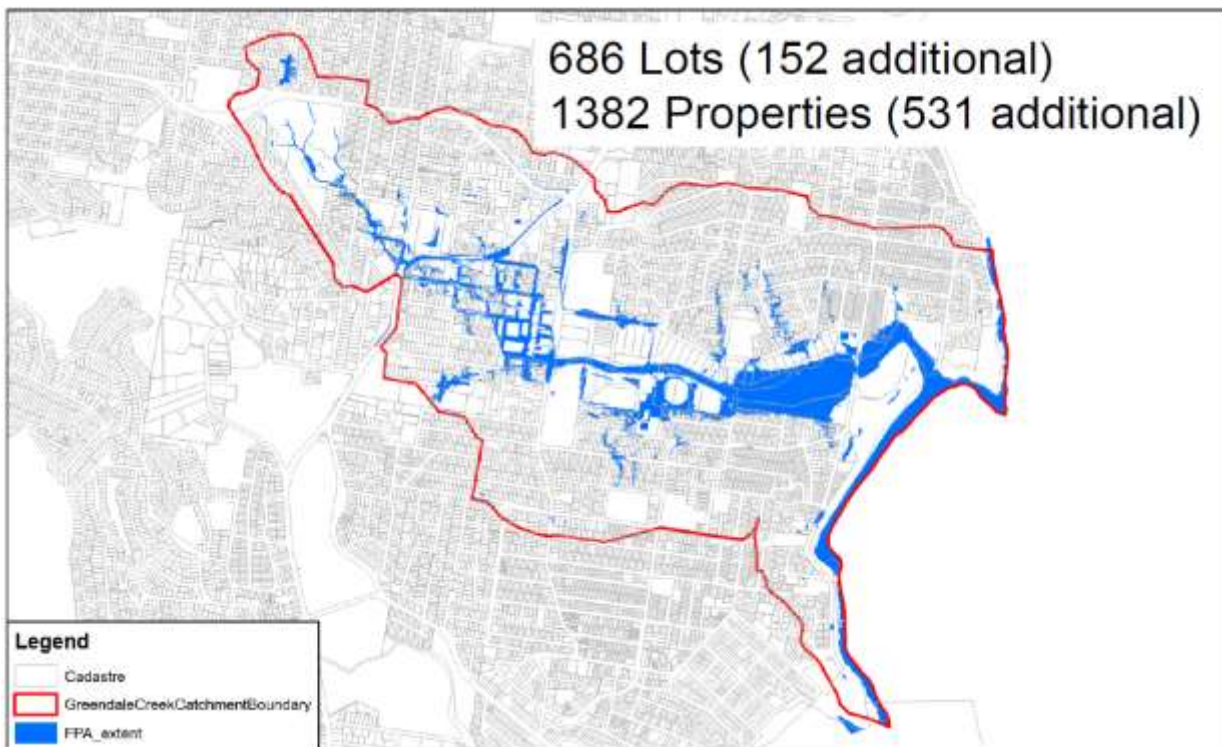 686 Lots (152 additional)
1382 Properties (531 additional)
Legend
Cadastre
GreendaleCreekCatchmentBoundary
FPA_extent